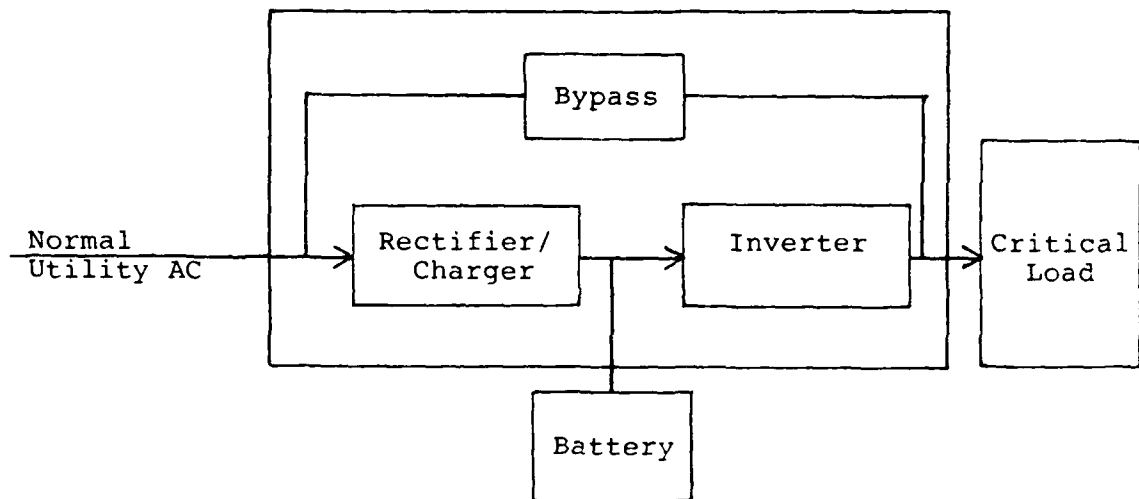 Bypass
Normal
Utility AC
Rectifier/
Charger
Inverter
Critical
Load
Battery